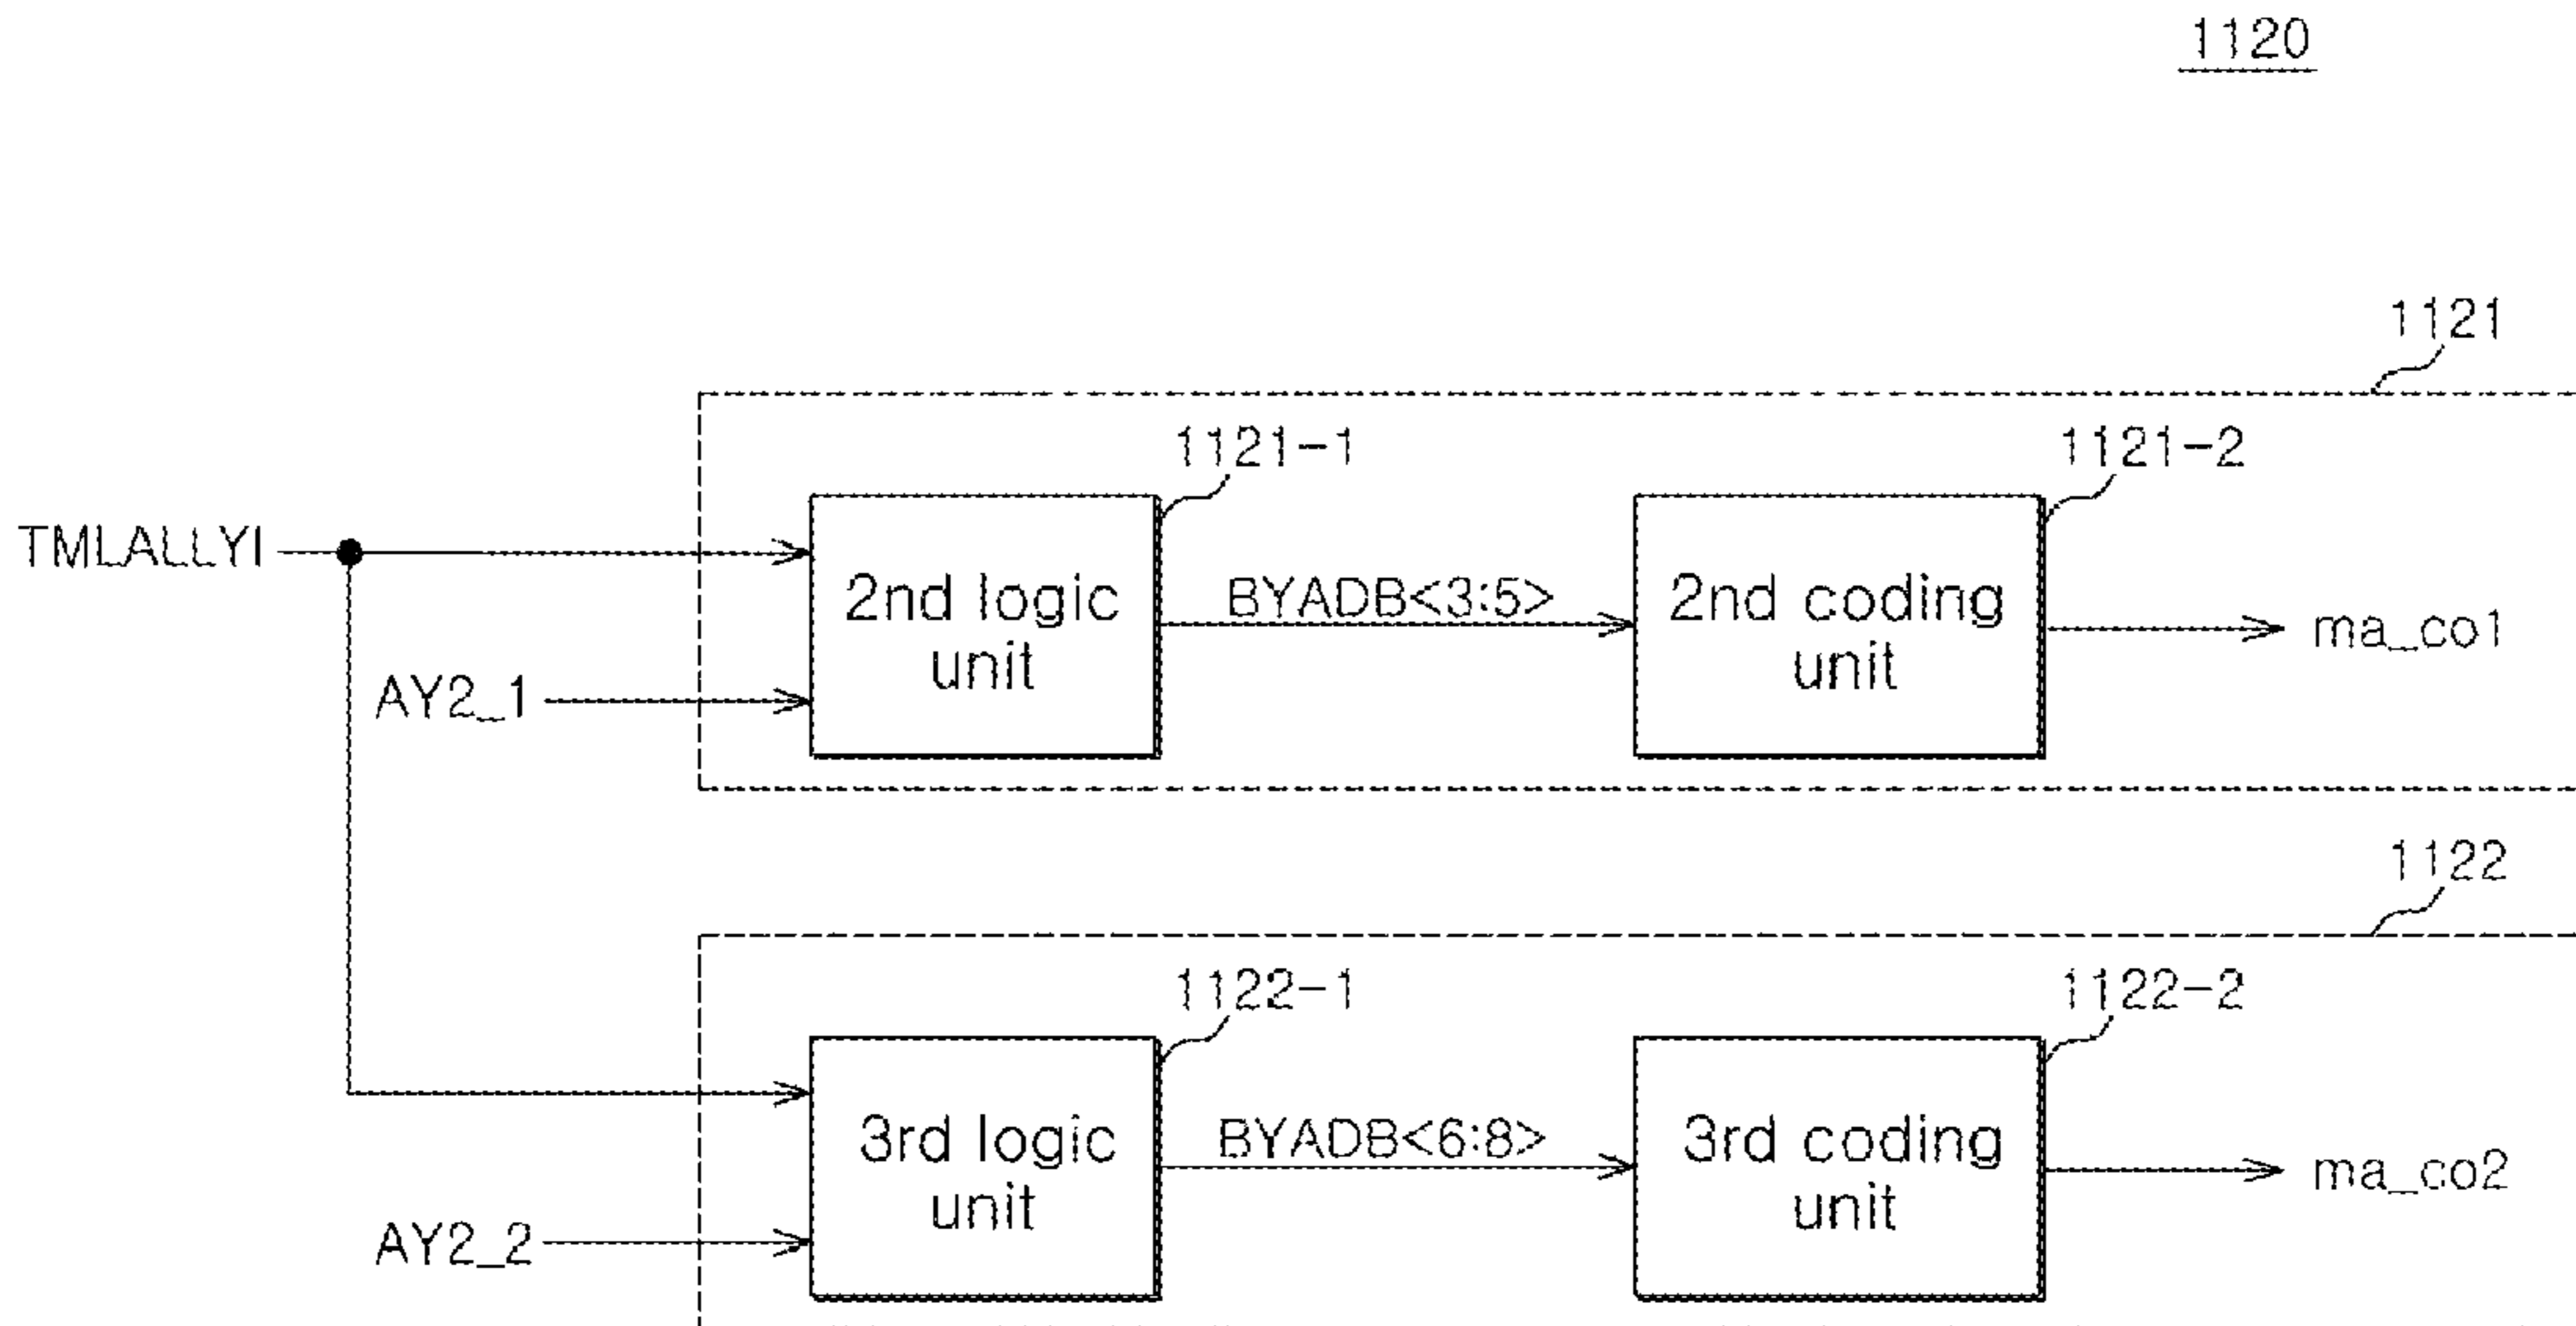 1120
1121
1121-1
1121-2
TMLALLYI
2nd logic
unit
BYADB<3:5>
2nd coding
unit
ma_co1
AY2_1
1122
1122-1
1122-2
3rd logic
unit
BYADB<6:8>
3rd coding
unit
ma_co2
AY2_2